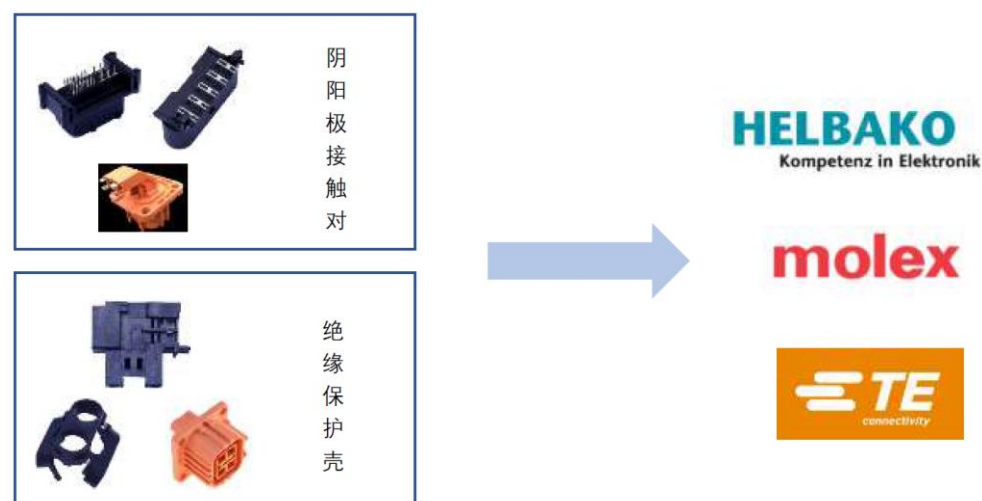 阴阳极接触对
绝缘保护壳
HELBAKO
Kompetenz in Elektronik
molex
TE
connectivity